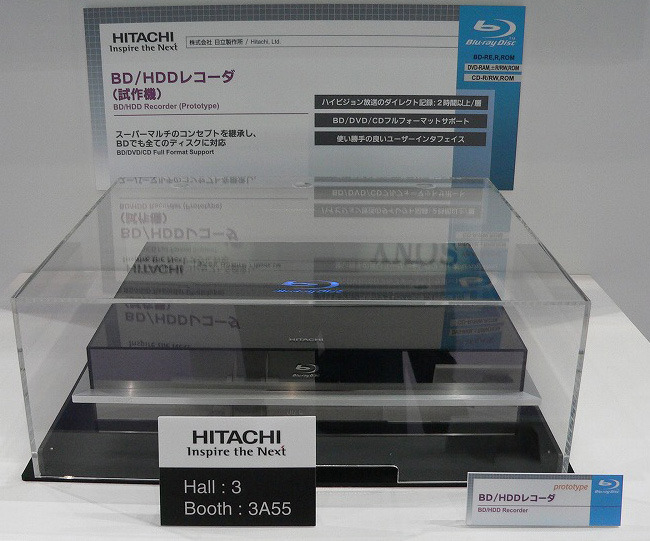 HITACHI
Inspire the Next
株式会社 日立製作所 / Hitachi, Ltd.
Blu-ray Disc
BD-RE,R,ROM
DVD-RAM,±R/RW,ROM
CD-R/RW,ROM
BD/HDDレコーダ
(試作機)
BD/HDD Recorder (Prototype)
スーパーマルチのコンセプトを継承し、
BDでも全てのディスクに対応
BD/DVD/CD Full Format Support
ハイビジョン放送のダイレクト記録:2時間以上/層
BD/DVD/CDフルフォーマットサポート
使い勝手の良いユーザーインタフェイス
SONY
Blu-ray Disc
HITACHI
Blu-ray Disc
HITACHI
Inspire the Next
Hall : 3
Booth : 3A55
prototype
BD/HDDレコーダ
BD/HDD Recorder
Blu-ray Disc